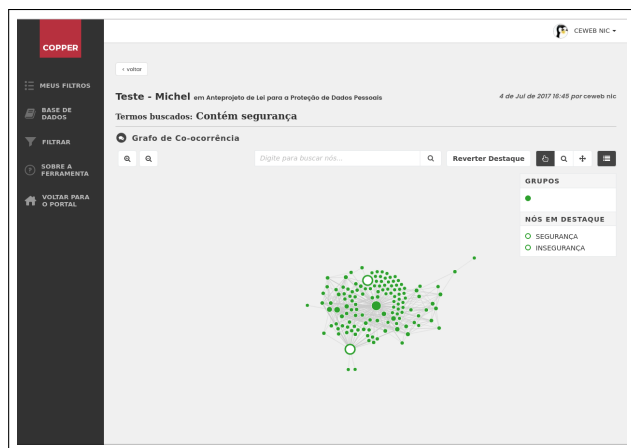 COPPER
CEWEB NIC
MEUS FILTROS
BASE DE
DADOS
FILTRAR
SOBRE A
FERRAMENTA
VOLTAR PARA
O PORTAL
‹ voltar
Teste - Michel em Anteprojeto de Lei para a Proteção de Dados Pessoais
4 de Jul de 2017 16:45 por ceweb nic
Termos buscados: Contém segurança
Grafo de Co-ocorrência
Digite para buscar nós...
Reverter Destaque
GRUPOS
NÓS EM DESTAQUE
SEGURANÇA
INSEGURANÇA